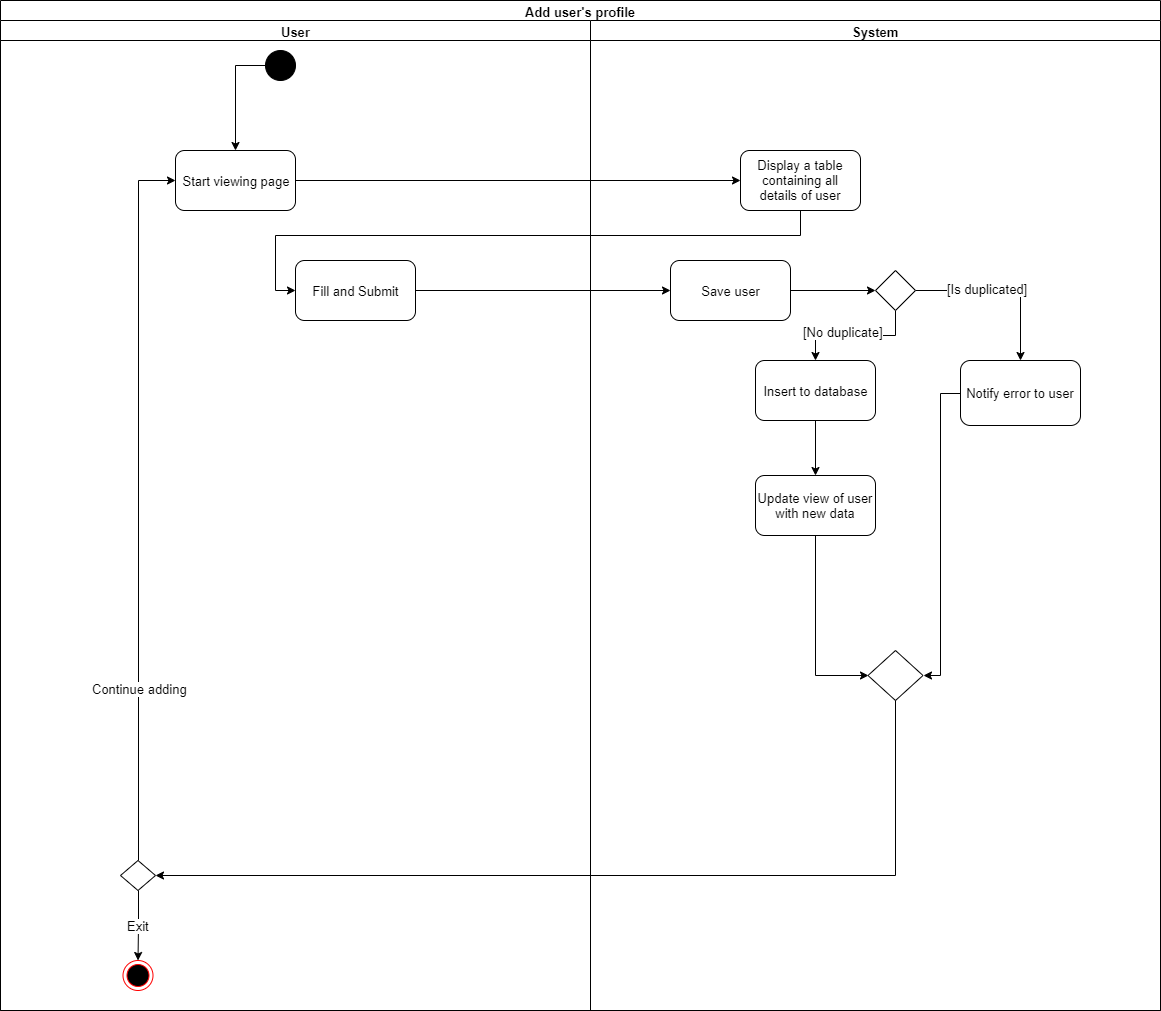 Add user's profile
User
System
Start viewing page
Display a table
containing all
details of user
Fill and Submit
Save user
[Is duplicated]
[No duplicate]
Insert to database
Notify error to user
Update view of user
with new data
Continue adding
Exit